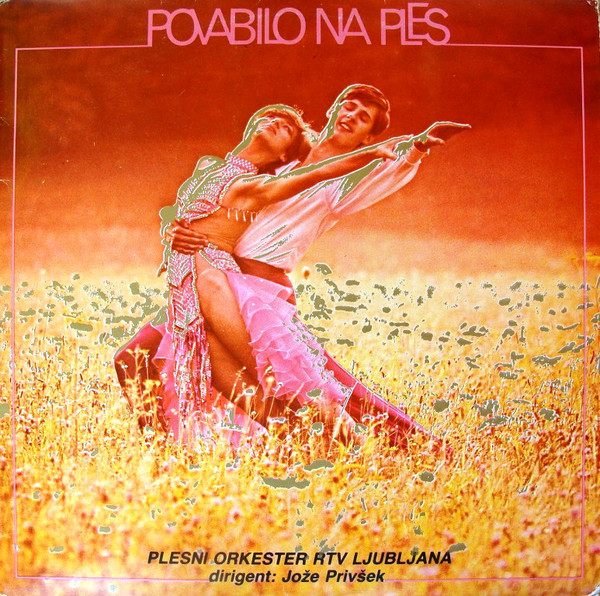 POVABILO NA PLES
PLESNI ORKESTER RTV LJUBLJANA
dirigent: Jože Privšek